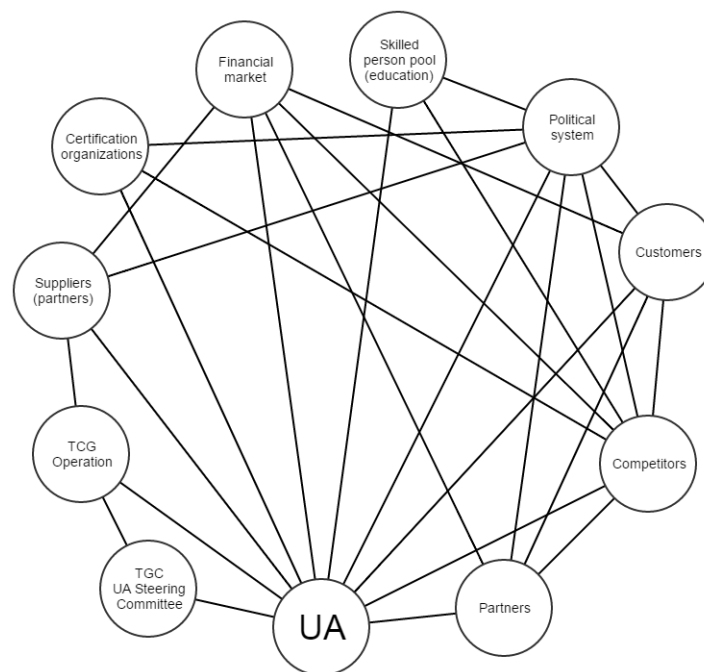 Financial
market
Skilled
person pool
(education)
Political
system
Certification
organizations
Customers
Suppliers
(partners)
TCG
Operation
Competitors
TGC
UA Steering
Committee
Partners
UA